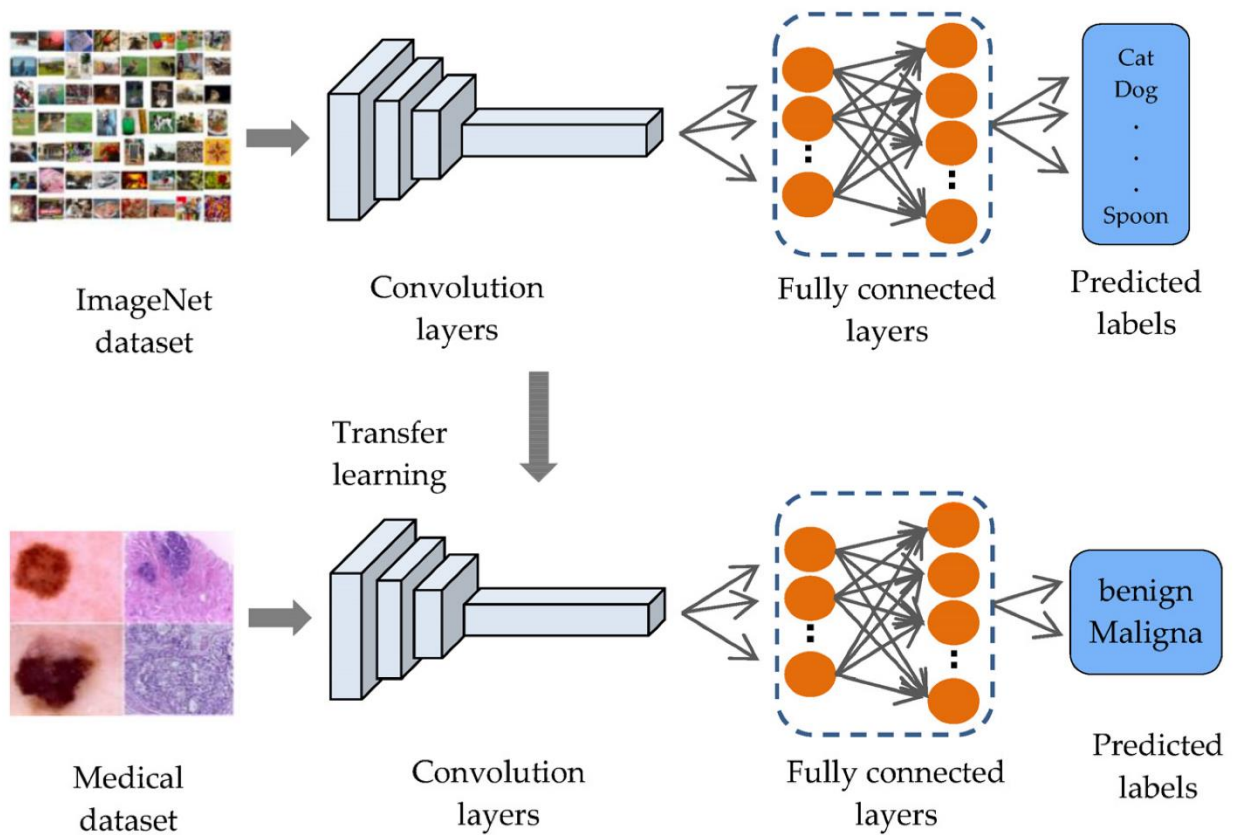 Cat
Dog
.
.
.
Spoon
ImageNet
dataset
Convolution
layers
Fully connected
layers
Predicted
labels
Transfer
learning
benign
Maligna
Medical
dataset
Convolution
layers
Fully connected
layers
Predicted
labels